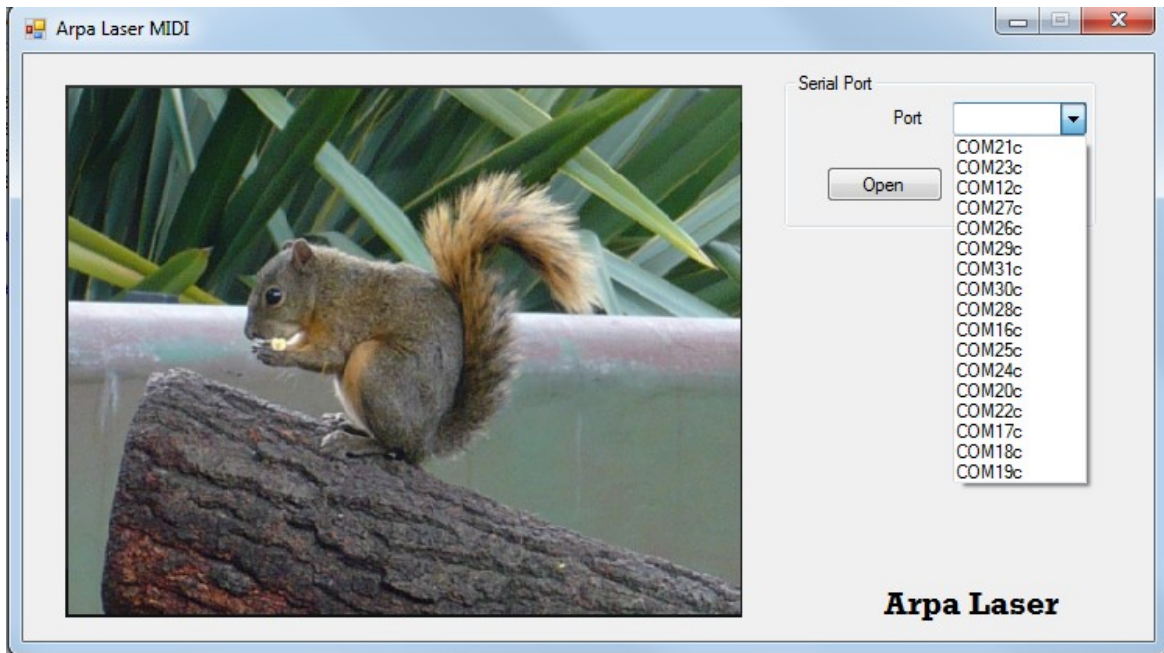 Arpa Laser MIDI
Serial Port
Port
Open
COM21c
COM23c
COM12c
COM27c
COM26c
COM29c
COM31c
COM30c
COM28c
COM16c
COM25c
COM24c
COM20c
COM22c
COM17c
COM18c
COM19c
Arpa Laser